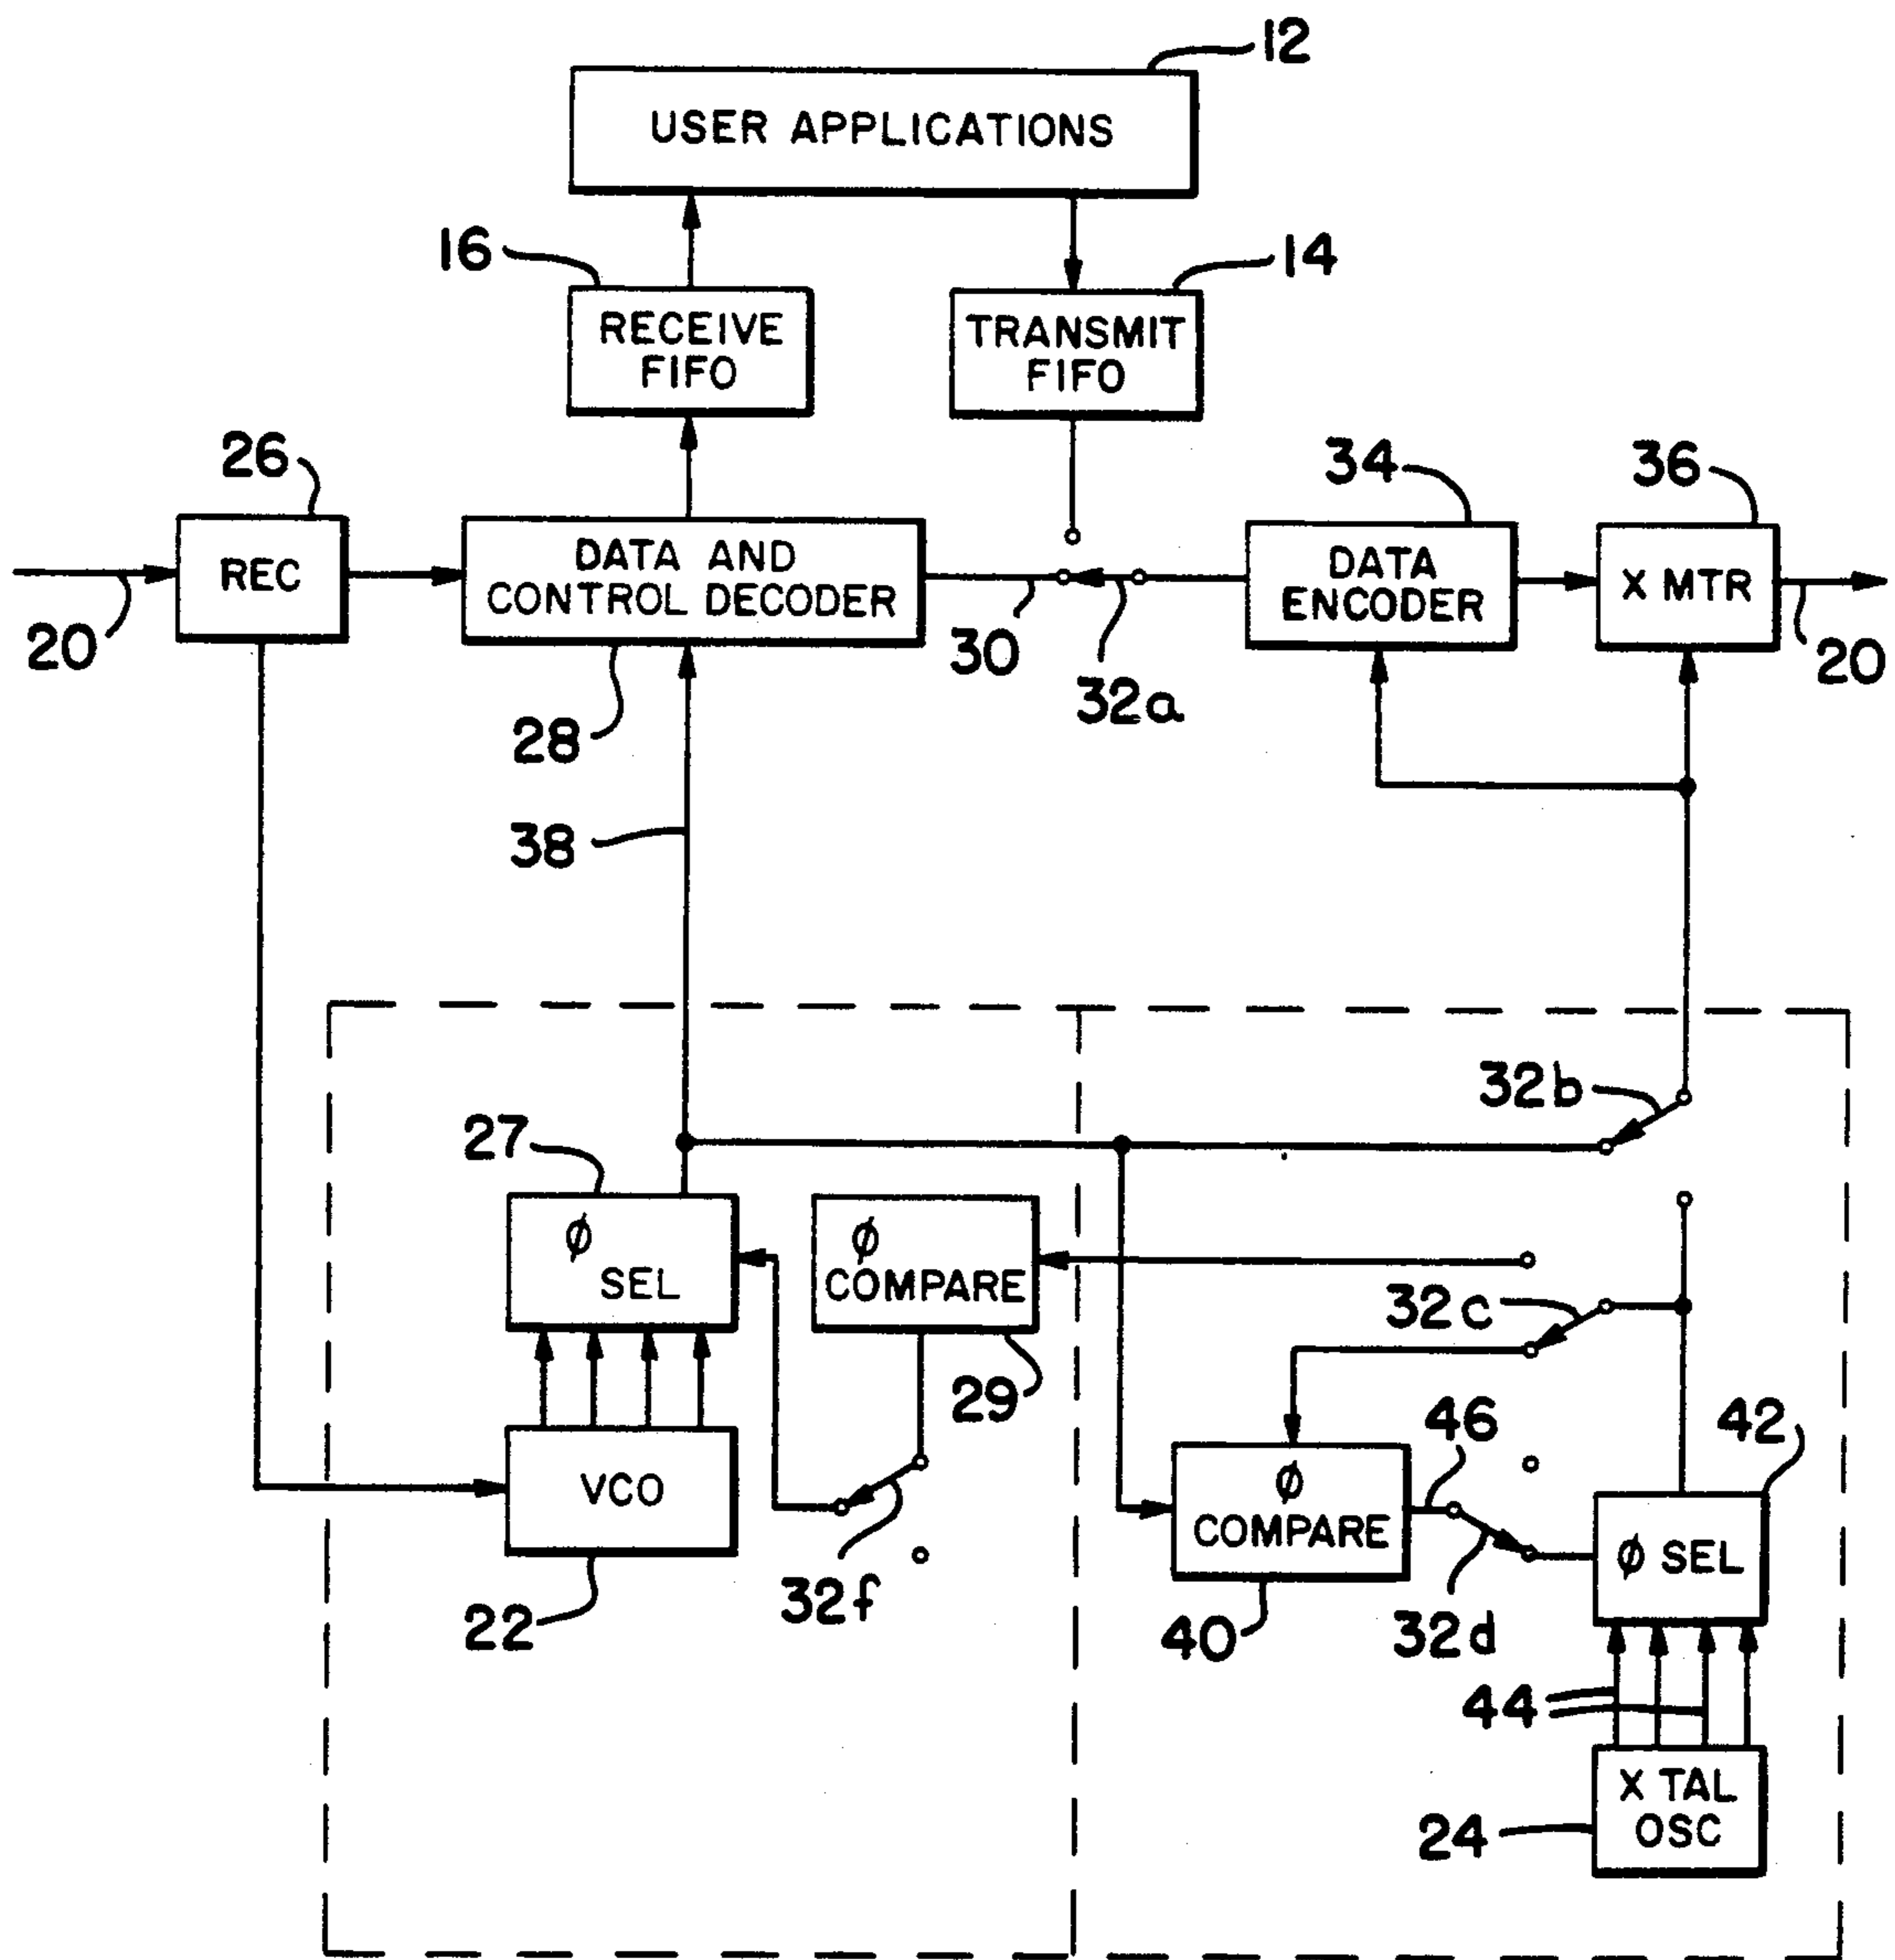 12
USER APPLICATIONS
16
14
RECEIVE
FIFO
TRANSMIT
FIFO
26
34
36
REC
DATA AND
CONTROL DECODER
DATA
ENCODER
X MTR
20
30
32a
20
28
38
32b
27
ϕ
SEL
ϕ
COMPARE
32c
29
46
42
VCO
ϕ
COMPARE
ϕ SEL
22
32f
40
32d
44
X TAL
OSC
24